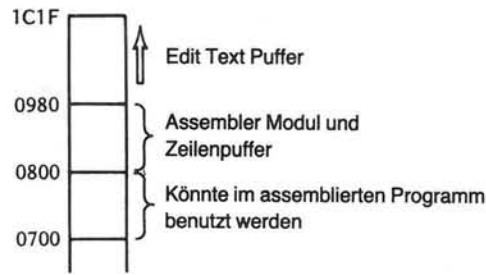 1C1F
Edit Text Puffer
0980
Assembler Modul und
Zeilenpuffer
0800
Könnte im assemblierten Programm
benutzt werden
0700